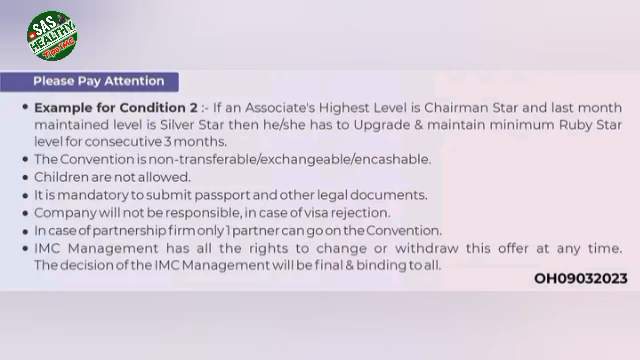 SAS
HEALTHY
Tips IMC
Please Pay Attention
• Example for Condition 2 :- If an Associate's Highest Level is Chairman Star and last month
maintained level is Silver Star then he/she has to Upgrade & maintain minimum Ruby Star
level for consecutive 3 months.
• The Convention is non-transferable/exchangeable/encashable.
• Children are not allowed.
• It is mandatory to submit passport and other legal documents.
• Company will not be responsible, in case of visa rejection.
• In case of partnership firm only 1 partner can go on the Convention.
• IMC Management has all the rights to change or withdraw this offer at any time.
The decision of the IMC Management will be final & binding to all.
OH09032023